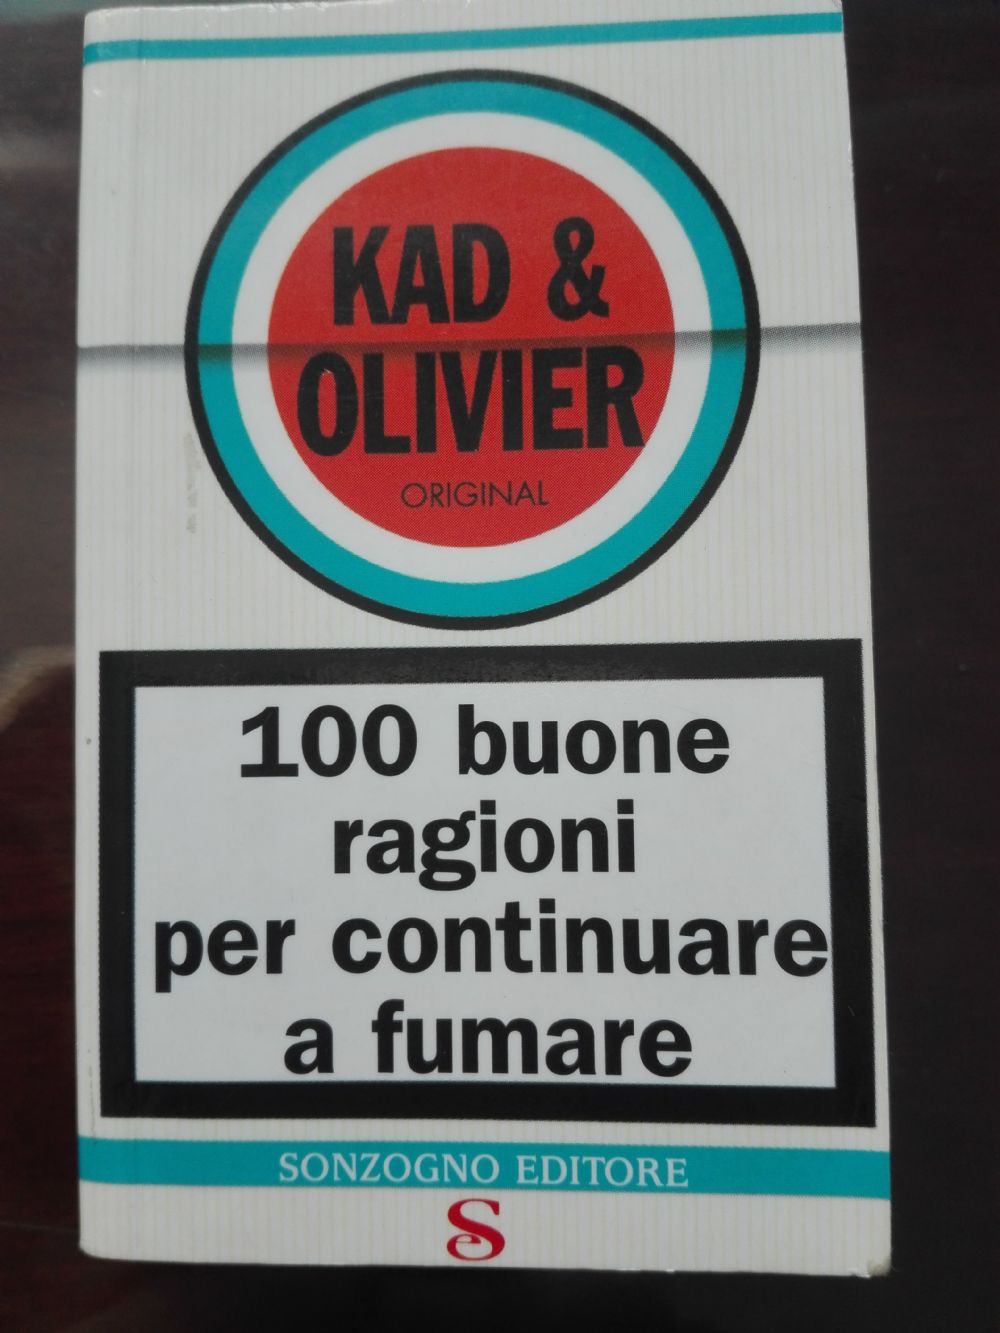 KAD &
OLIVIER
ORIGINAL
100 buone
ragioni
per continuare
a fumare
SONZOGNO EDITORE